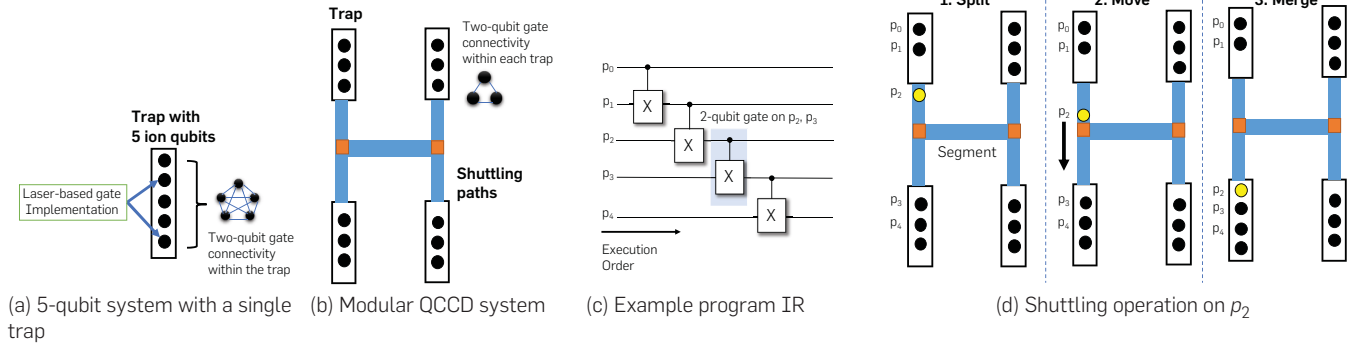 Trap with
5 ion qubits
Laser-based gate
Implementation
Two-qubit gate
connectivity
within the trap
(a) 5-qubit system with a single
trap
Trap
Two-qubit gate
connectivity
within each trap
Shuttling
paths
(b) Modular QCCD system
p0
p1
p2
p3
p4
X
X
X
X
2-qubit gate on p2, p3
Execution
Order
(c) Example program IR
1. Split
p0
p1
p2
Segment
p3
p4
2. Move
p0
p1
p2
p3
p4
3. Merge
p0
p1
p2
p3
p4
(d) Shuttling operation on p2